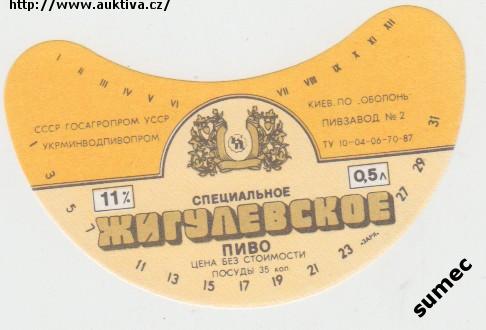 http://www.auktiva.cz/
I II III IV V VI VII VIII IX X XI XII
СССР ГОСАГРОПРОМ УССР
УКРМИНВОДПИВОПРОМ
КИЕВ. ПО „ОБОЛОНЬ"
ПИВЗАВОД № 2
ТУ 10-04-06-70-87
11%
0,5л
СПЕЦИАЛЬНОЕ
ЖИГУЛЕВСКОЕ
ПИВО
ЦЕНА БЕЗ СТОИМОСТИ
ПОСУДЫ 35 коп.
1 3 5 7 11 13 15 17 19 21 23 27 29 31
„ЗАРЯ"
sumec